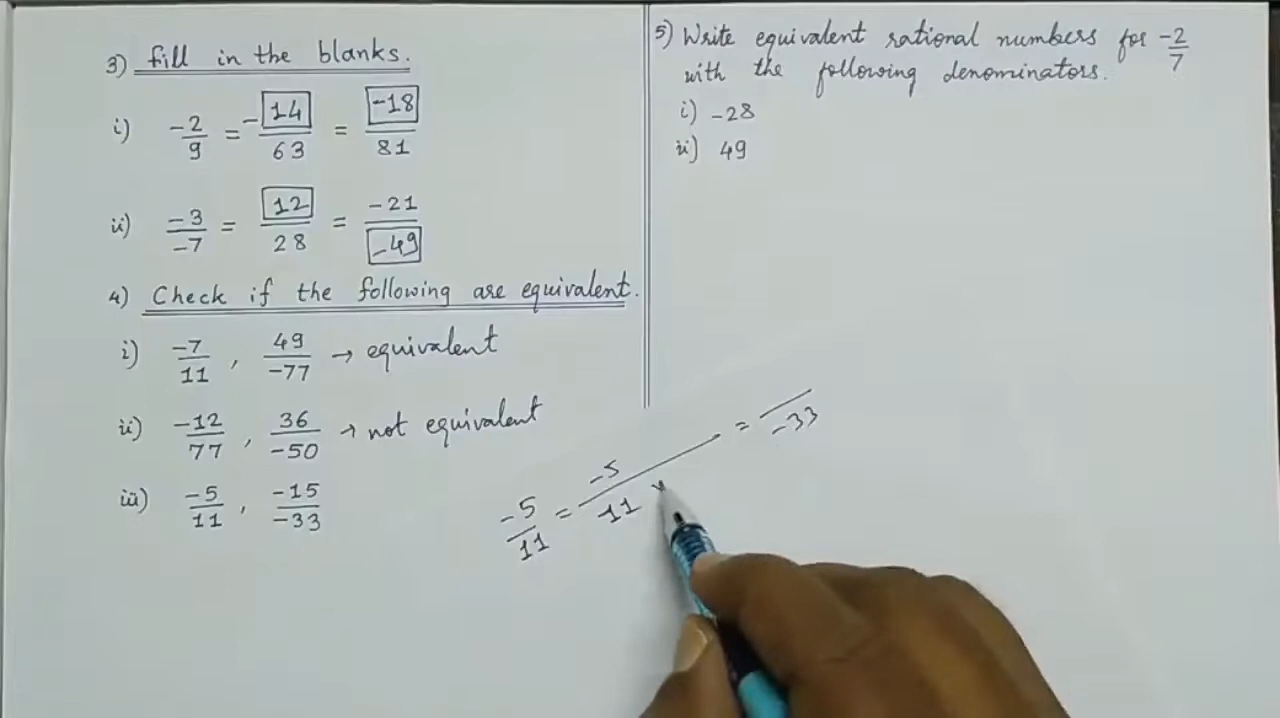 3) fill in the blanks.
i) -2/9 = -14/63 = -18/81
ii) -3/-7 = 12/28 = -21/-49
4) Check if the following are equivalent.
i) -7/11 , 49/-77 → equivalent
ii) -12/77 , 36/-50 → not equivalent
iii) -5/11 , -15/-33
-5/11 = -5/11 × = /-33
5) Write equivalent rational numbers for -2/7
with the following denominators.
i) -28
ii) 49